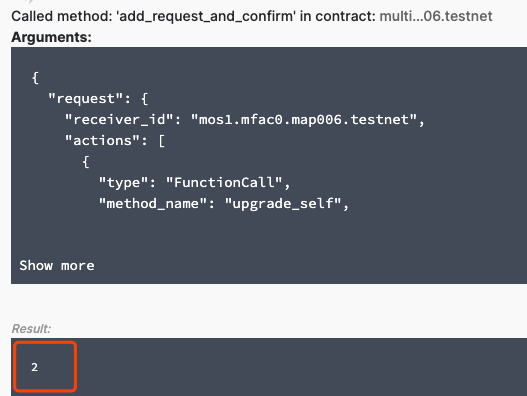 Called method: 'add_request_and_confirm' in contract: multi...06.testnet
Arguments:
{
"request": {
"receiver_id": "mos1.mfac0.map006.testnet",
"actions": [
{
"type": "FunctionCall",
"method_name": "upgrade_self",
Show more
Result:
2